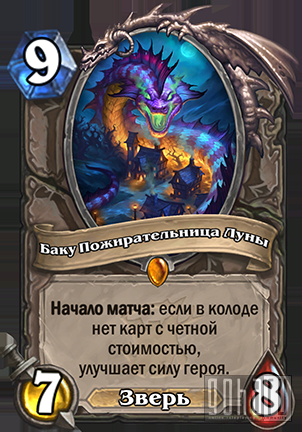 9
Баку Пожирательница Луны
Начало матча: если в колоде
нет карт с четной
стоимостью,
улучшает силу героя.
7
Зверь
8